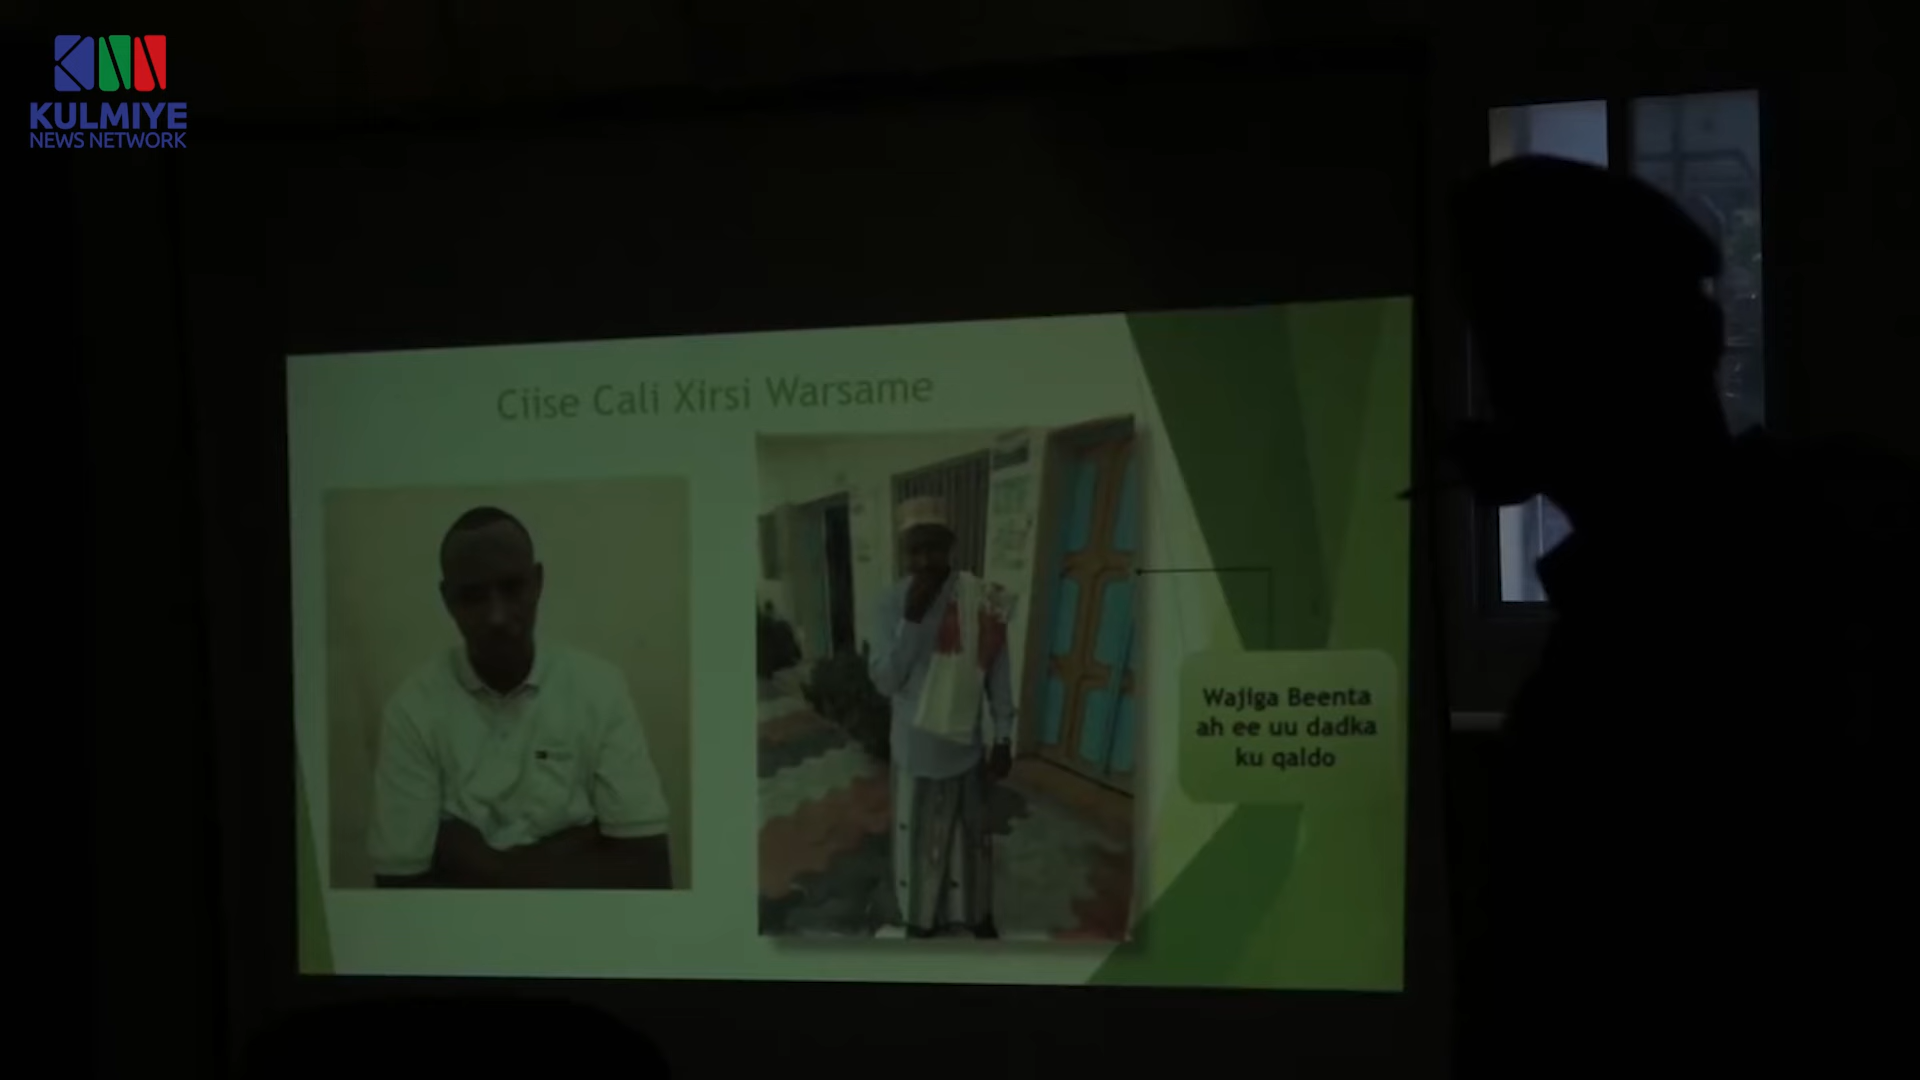 KULMIYE
NEWS NETWORK
Ciise Cali Xirsi Warsame
Wajiga Beenta
ah ee uu dadka
ku qaldo